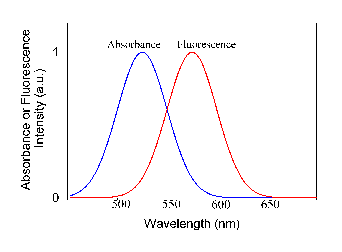 Absorbance or Fluorescence
Intensity (a.u.)
Absorbance
Fluorescence
1
0
500
550
600
650
Wavelength (nm)